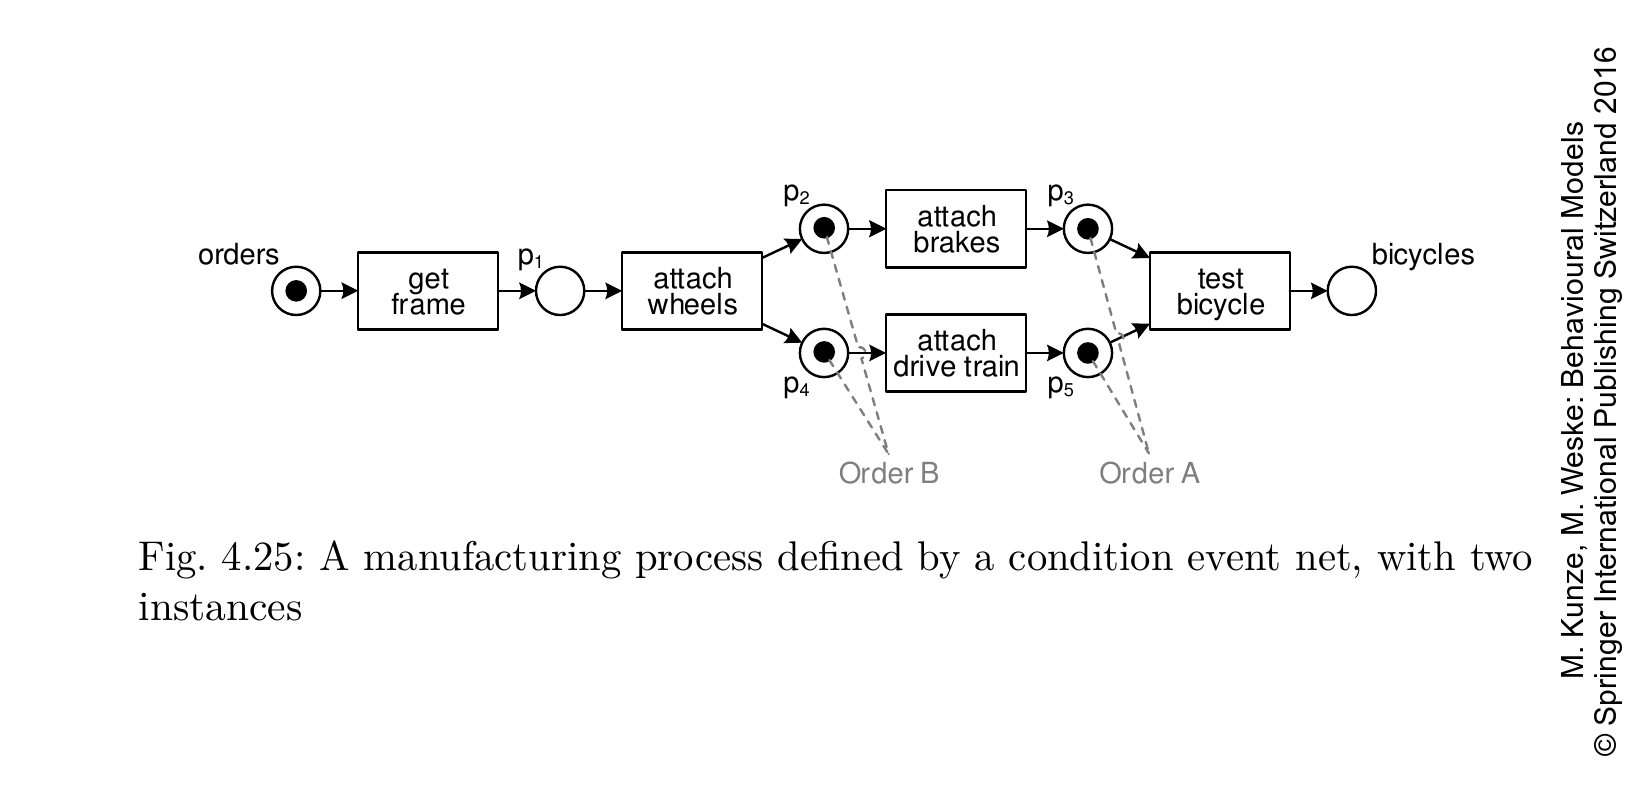 orders
get
frame
p1
attach
wheels
p2
attach
brakes
p3
p4
attach
drive train
p5
test
bicycle
bicycles
Order B
Order A
Fig. 4.25: A manufacturing process defined by a condition event net, with two
instances
M. Kunze, M. Weske: Behavioural Models
© Springer International Publishing Switzerland 2016